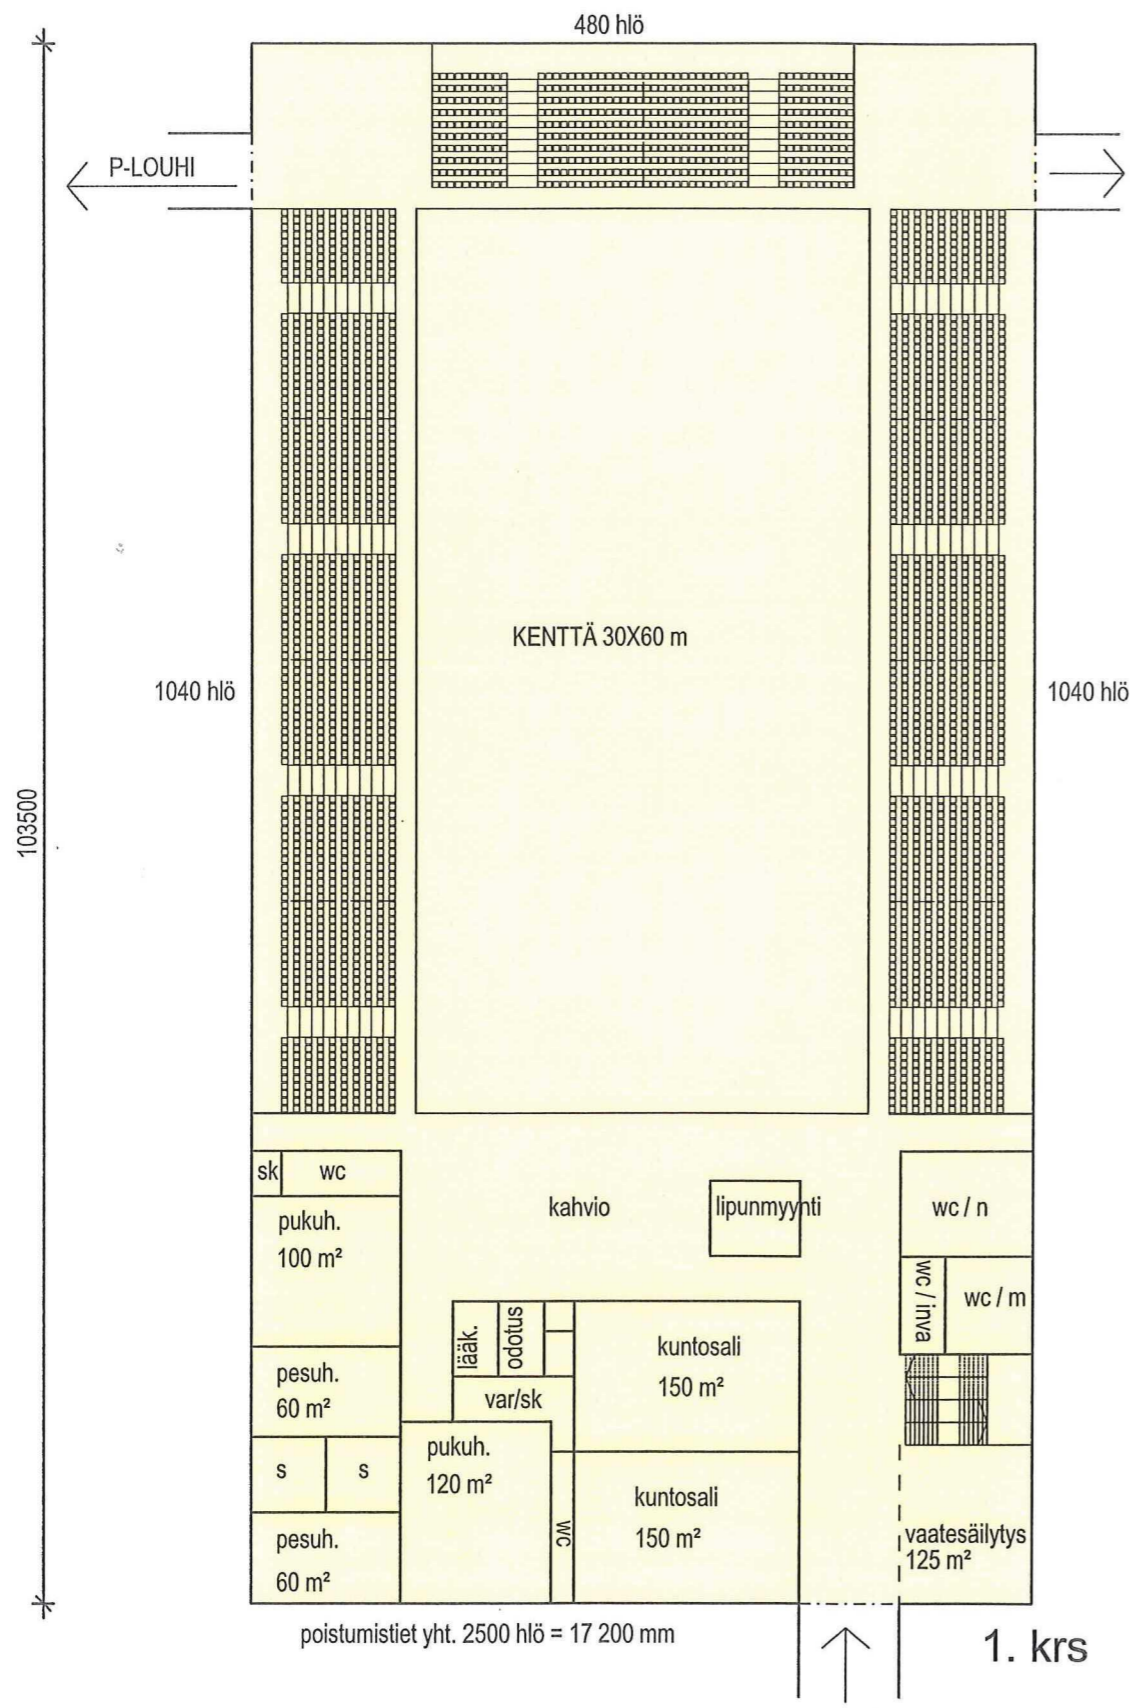 480 hlö
P-LOUHI
KENTTÄ 30X60 m
1040 hlö
1040 hlö
103500
sk
wc
pukuh.
100 m²
kahvio
lipunmyynti
wc / n
wc / inva
wc / m
pesuh.
60 m²
lääk.
odotus
kuntosali
150 m²
var/sk
s
s
pukuh.
120 m²
kuntosali
150 m²
wc
pesuh.
60 m²
vaatesäilytys
125 m²
poistumistiet yht. 2500 hlö = 17 200 mm
1. krs